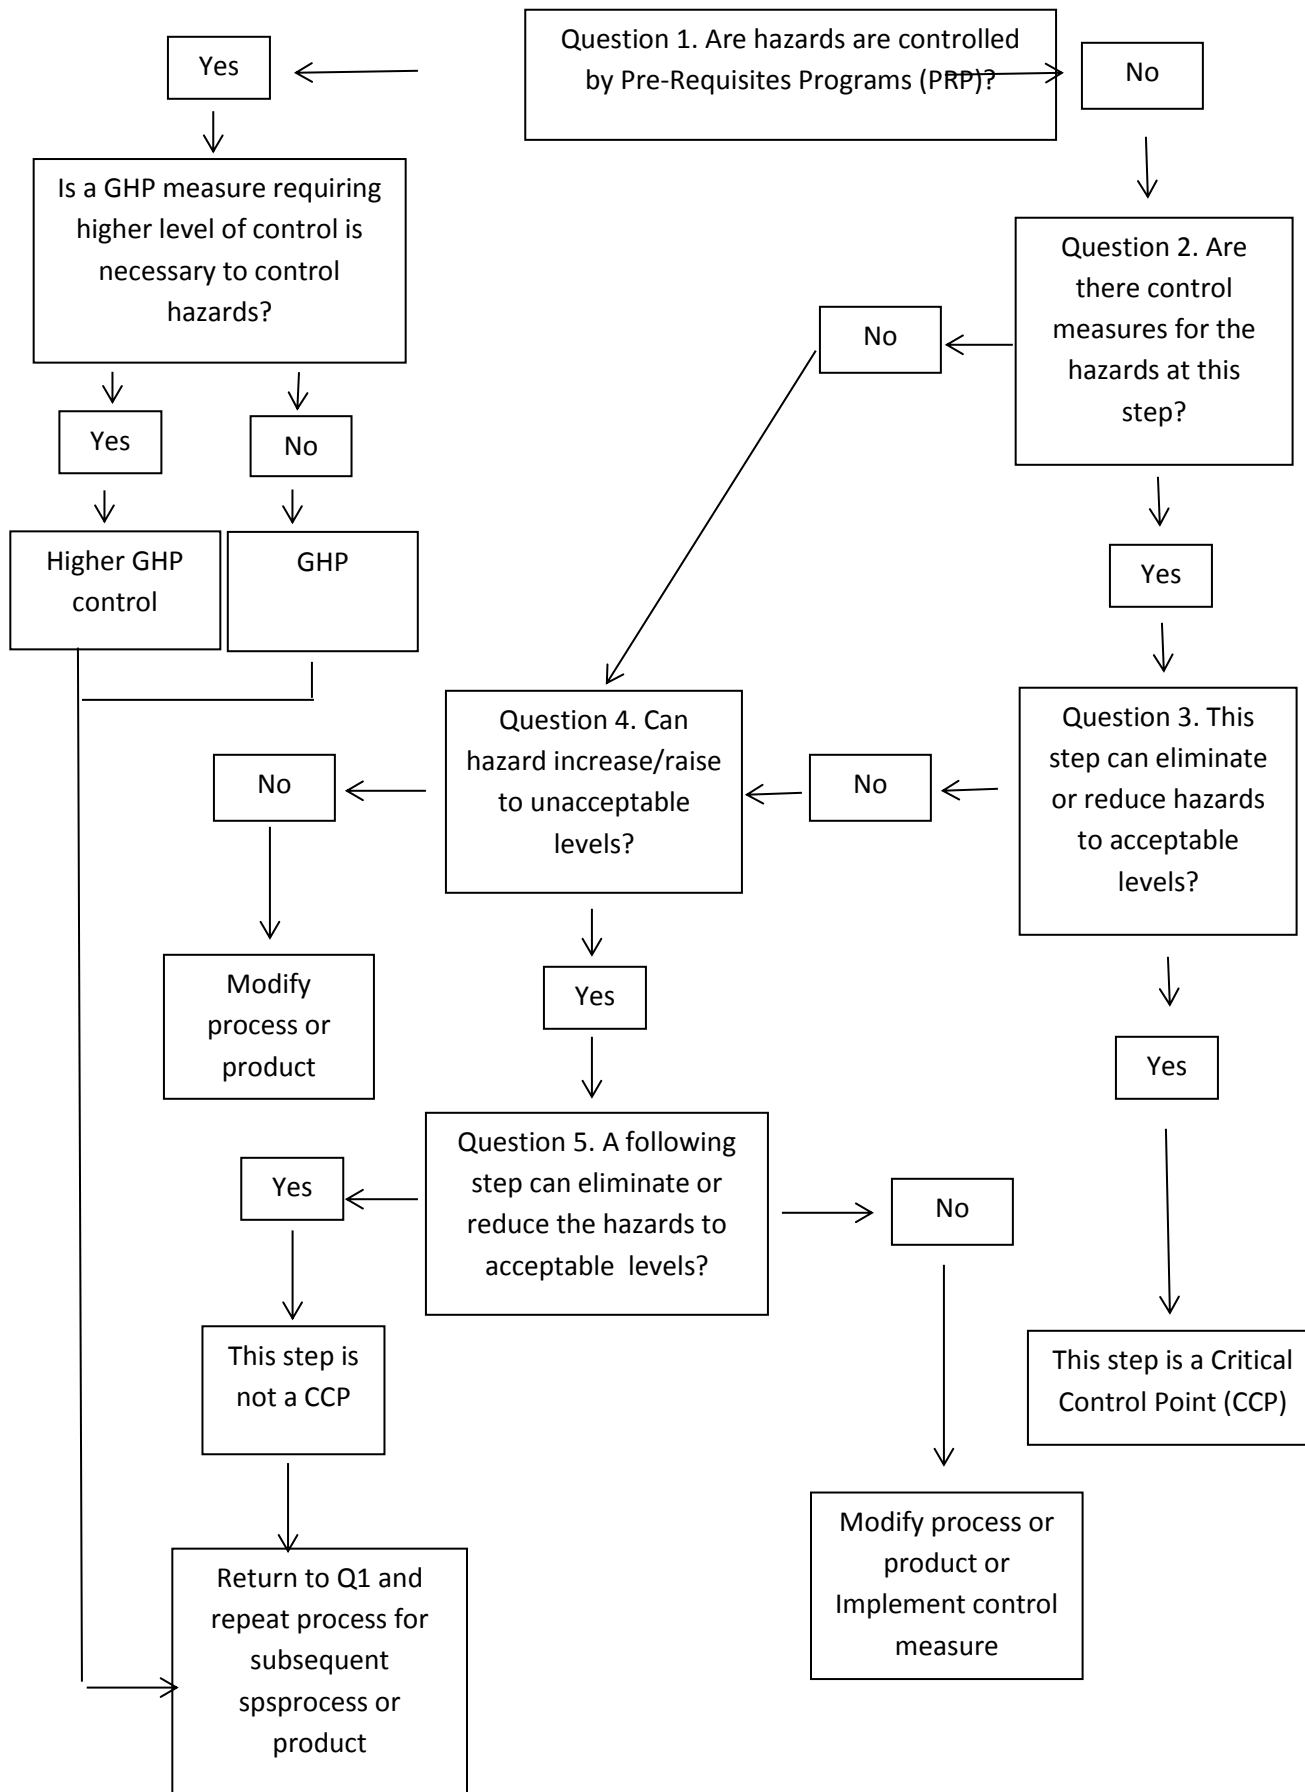 Question 1. Are hazards are controlled
by Pre-Requisites Programs (PRP)?
Yes
No
Is a GHP measure requiring
higher level of control is
necessary to control
hazards?
Question 2. Are
there control
measures for the
hazards at this
step?
No
Yes
No
Higher GHP
control
GHP
Yes
Question 4. Can
hazard increase/raise
to unacceptable
levels?
Question 3. This
step can eliminate
or reduce hazards
to acceptable
levels?
No
No
Modify
process or
product
Yes
Yes
Question 5. A following
step can eliminate or
reduce the hazards to
acceptable levels?
Yes
No
This step is
not a CCP
This step is a Critical
Control Point (CCP)
Modify process or
product or
Implement control
measure
Return to Q1 and
repeat process for
subsequent
spsprocess or
product